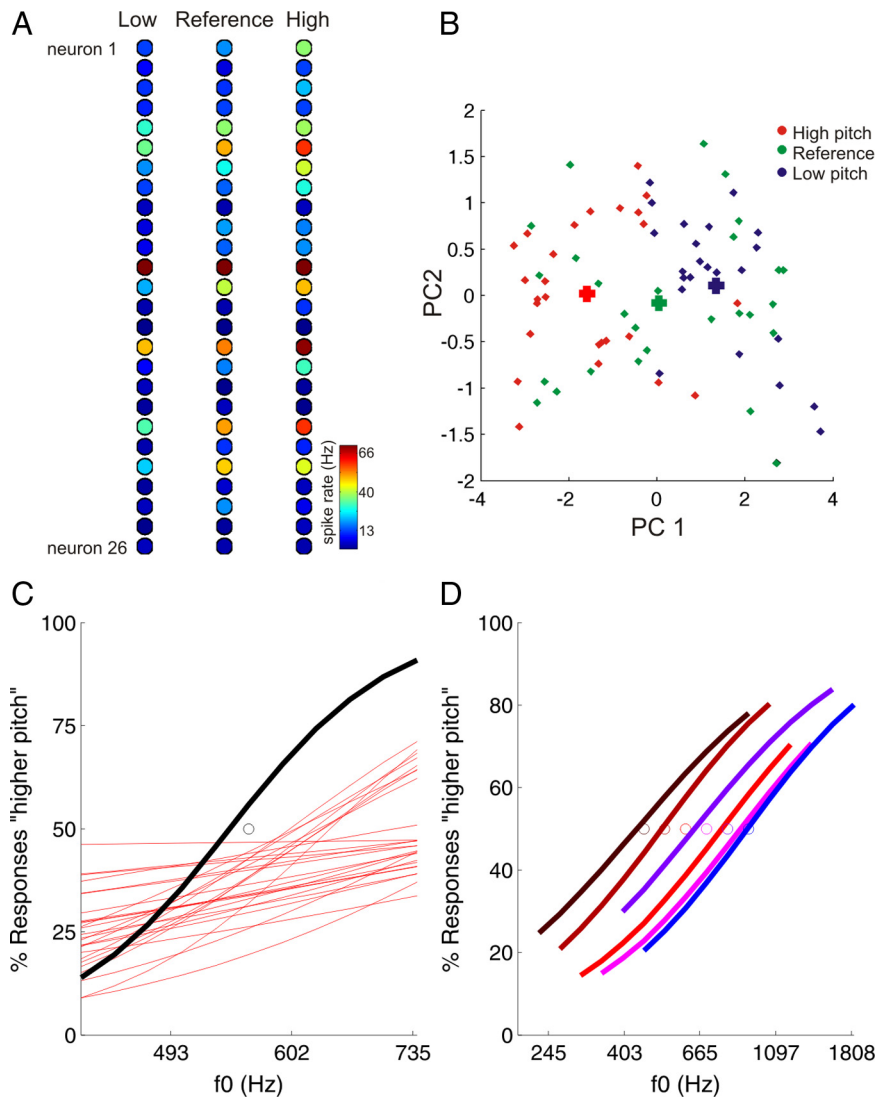 A
Low Reference High
neuron 1
neuron 26
spike rate (Hz)
66
40
13
B
PC2
2
1.5
1
0.5
0
-0.5
-1
-1.5
-2
-4 -2 0 2 4
PC 1
High pitch
Reference
Low pitch
C
% Responses "higher pitch"
100
75
50
25
0
493 602 735
f0 (Hz)
D
% Responses "higher pitch"
100
80
60
40
20
0
245 403 665 1097 1808
f0 (Hz)